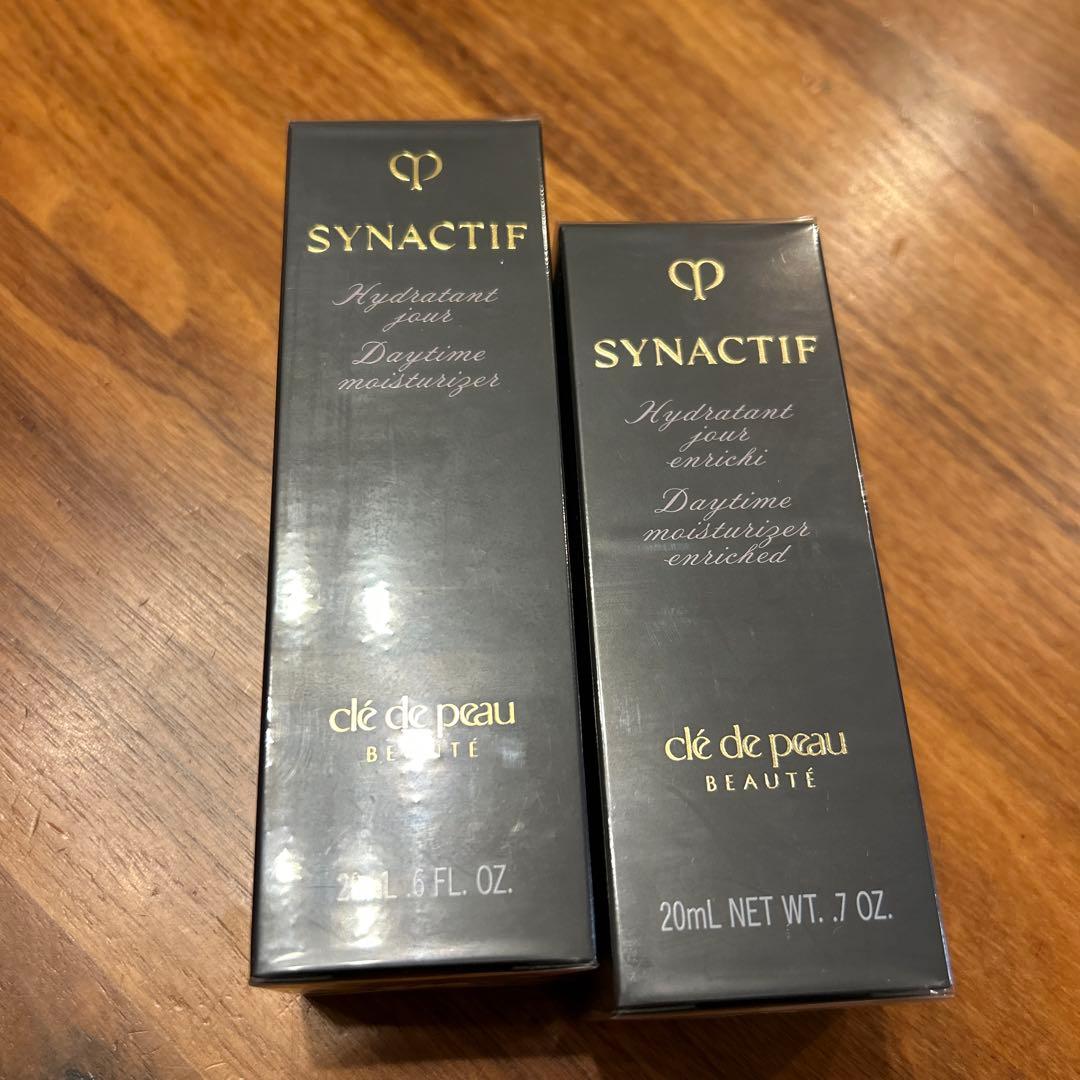 SYNACTIF
Hydratant
jour
Daytime
moisturizer
clé de peau
BEAUTÉ
20mL .6 FL. OZ.
SYNACTIF
Hydratant
jour
enrichi
Daytime
moisturizer
enriched
clé de peau
BEAUTÉ
20mL NET WT. .7 OZ.